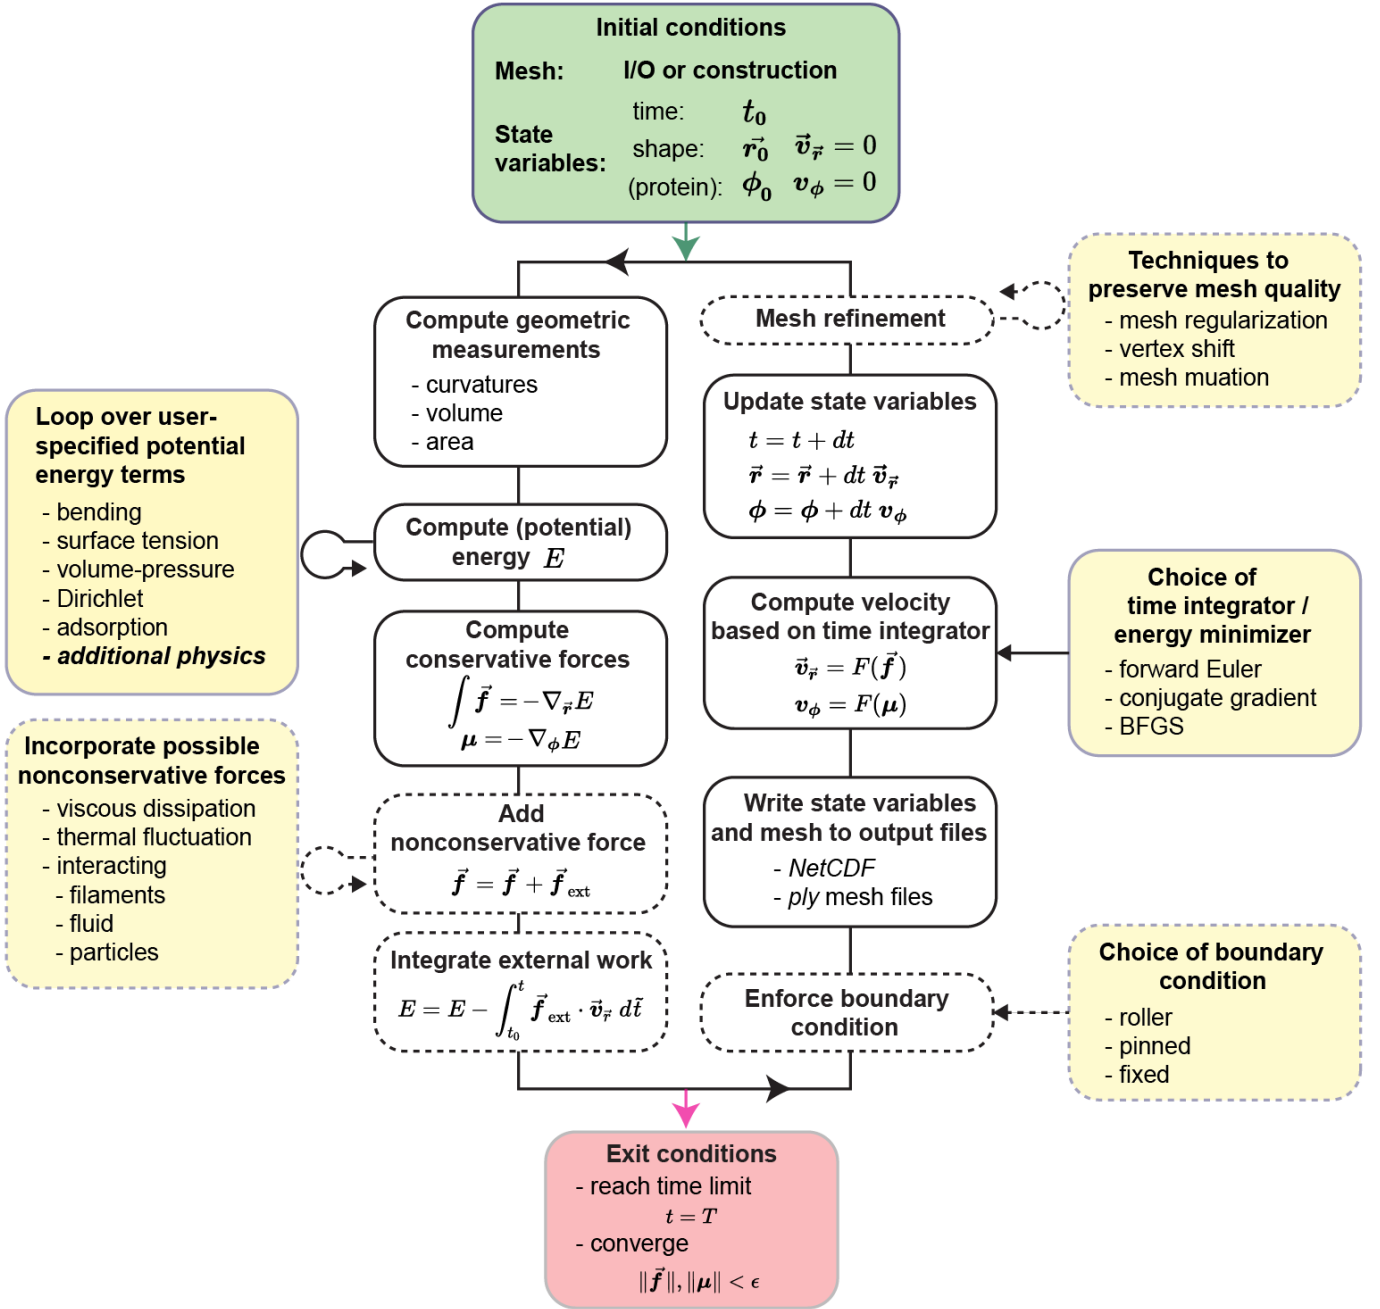 Initial conditions
Mesh: I/O or construction
State variables:
time: t₀
shape: r⃗₀ v⃗_r⃗ = 0
(protein): ϕ₀ v_ϕ = 0
Compute geometric
measurements
- curvatures
- volume
- area
Loop over user-
specified potential
energy terms
- bending
- surface tension
- volume-pressure
- Dirichlet
- adsorption
- additional physics
Compute (potential)
energy E
Compute
conservative forces
∫ f⃗ = −∇_r⃗ E
μ = −∇_ϕ E
Incorporate possible
nonconservative forces
- viscous dissipation
- thermal fluctuation
- interacting
- filaments
- fluid
- particles
Add
nonconservative force
f⃗ = f⃗ + f⃗_ext
Integrate external work
E = E − ∫_t₀^t f⃗_ext · v⃗_r⃗ dt̃
Mesh refinement
Techniques to
preserve mesh quality
- mesh regularization
- vertex shift
- mesh muation
Update state variables
t = t + dt
r⃗ = r⃗ + dt v⃗_r⃗
ϕ = ϕ + dt v_ϕ
Compute velocity
based on time integrator
v⃗_r⃗ = F(f⃗)
v_ϕ = F(μ)
Choice of
time integrator /
energy minimizer
- forward Euler
- conjugate gradient
- BFGS
Write state variables
and mesh to output files
- NetCDF
- ply mesh files
Enforce boundary
condition
Choice of boundary
condition
- roller
- pinned
- fixed
Exit conditions
- reach time limit
t = T
- converge
‖f⃗‖, ‖μ‖ < ϵ